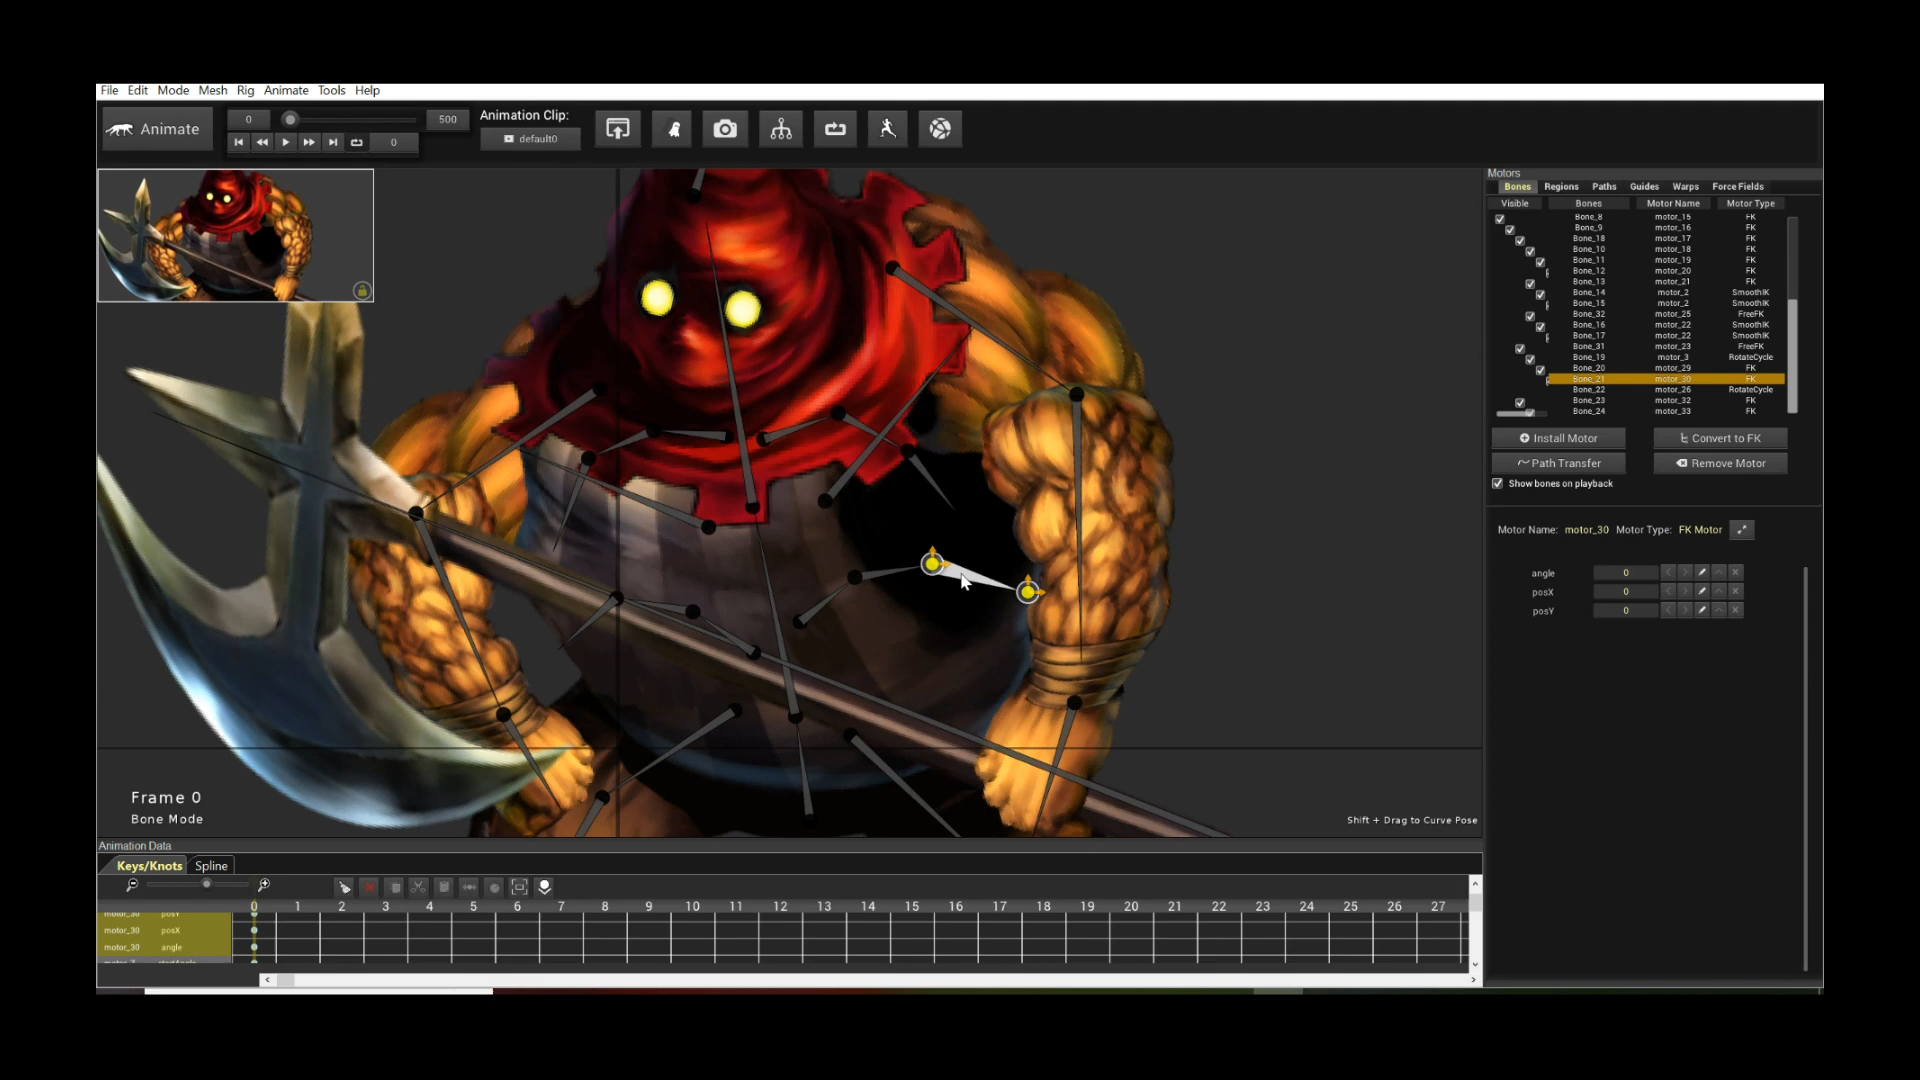 File Edit Mode Mesh Rig Animate Tools Help
Animate
0 500
0
Animation Clip:
default0
Motors
Bones Regions Paths Guides Warps Force Fields
Visible Bones Motor Name Motor Type
Bone_8 motor_15 FK
Bone_9 motor_16 FK
Bone_18 motor_17 FK
Bone_10 motor_18 FK
Bone_11 motor_19 FK
Bone_12 motor_20 FK
Bone_13 motor_21 FK
Bone_14 motor_2 SmoothIK
Bone_15 motor_2 SmoothIK
Bone_32 motor_25 FreeFK
Bone_16 motor_22 SmoothIK
Bone_17 motor_22 SmoothIK
Bone_31 motor_23 FreeFK
Bone_19 motor_3 RotateCycle
Bone_20 motor_29 FK
Bone_21 motor_30 FK
Bone_22 motor_26 RotateCycle
Bone_23 motor_32 FK
Bone_24 motor_33 FK
Install Motor Convert to FK
Path Transfer Remove Motor
Show bones on playback
Motor Name: motor_30 Motor Type: FK Motor
angle 0
posX 0
posY 0
Frame 0
Bone Mode
Shift + Drag to Curve Pose
Animation Data
Keys/Knots Spline
0 1 2 3 4 5 6 7 8 9 10 11 12 13 14 15 16 17 18 19 20 21 22 23 24 25 26 27
motor_30 posY
motor_30 posX
motor_30 angle